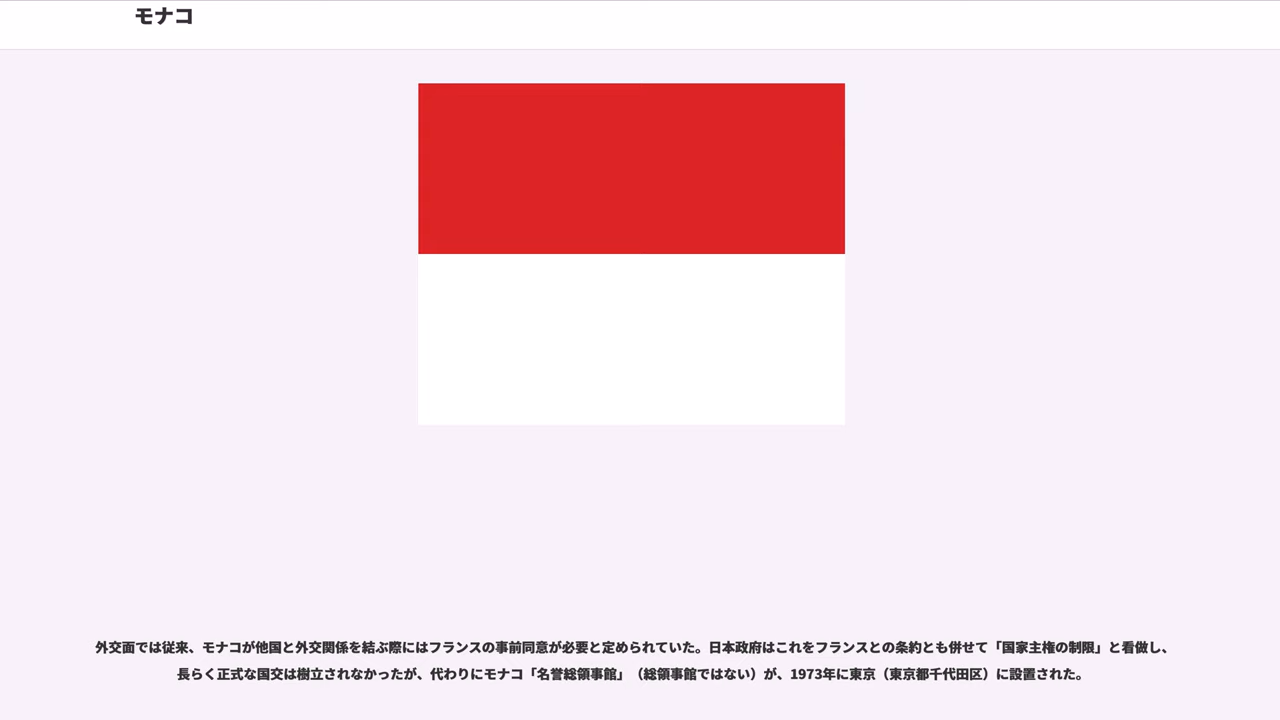 モナコ
外交面では従来、モナコが他国と外交関係を結ぶ際にはフランスの事前同意が必要と定められていた。日本政府はこれをフランスとの条約とも併せて「国家主権の制限」と看做し、
長らく正式な国交は樹立されなかったが、代わりにモナコ「名誉総領事館」（総領事館ではない）が、1973年に東京（東京都千代田区）に設置された。